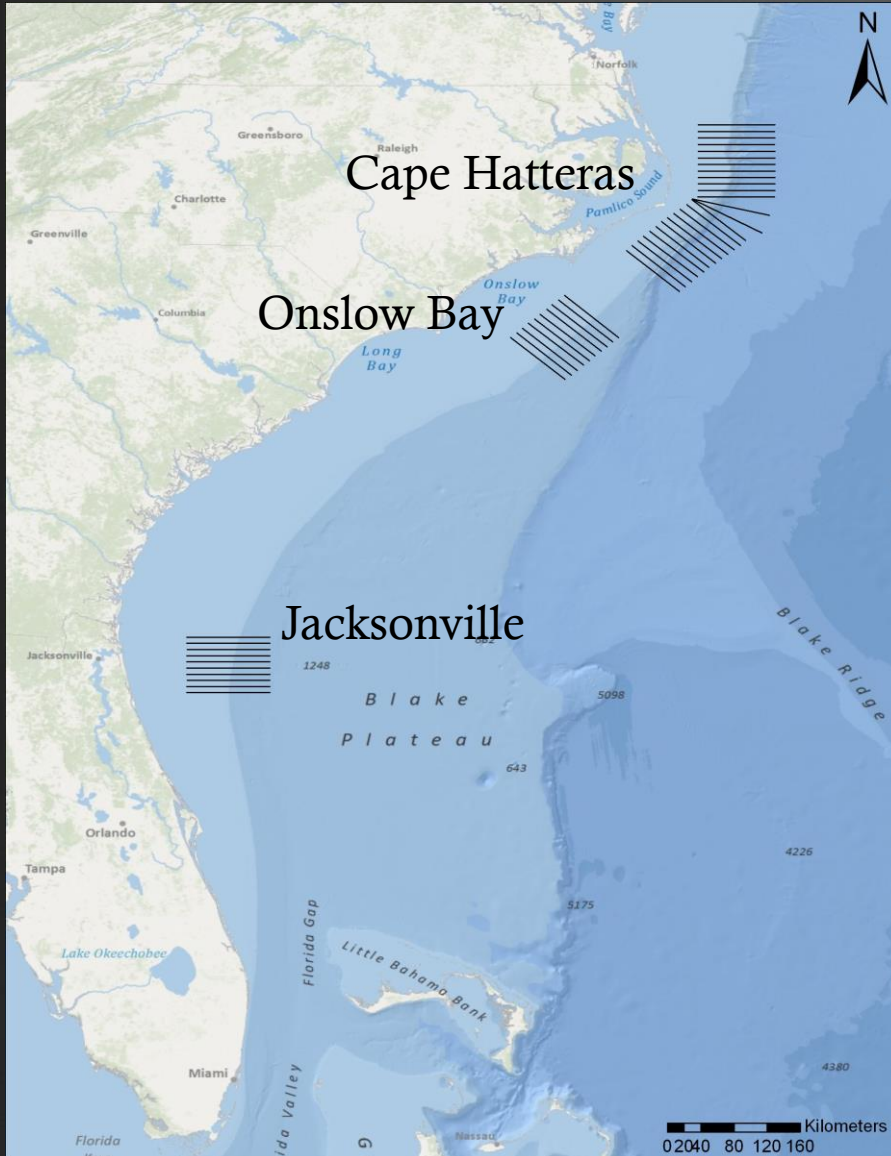 N
Norfolk
Greensboro
Raleigh
Cape Hatteras
Pamlico Sound
Charlotte
Greenville
Onslow
Bay
Onslow Bay
Columbia
Long
Bay
Blake Ridge
Jacksonville
Jacksonville
1248
5098
Blake
Plateau
643
Orlando
4226
Tampa
5175
Florida Gap
Little Bahama Bank
Lake Okeechobee
Miami
4380
Kilometers
0 20 40 80 120 160
Florida
Nassau
G